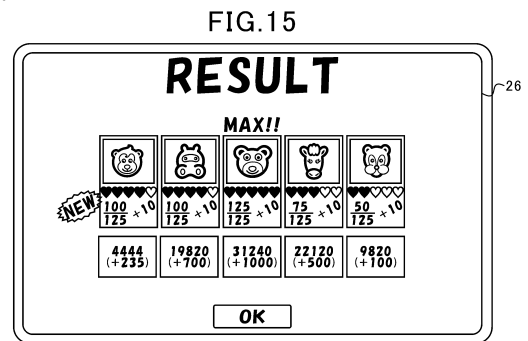 FIG.15
26
RESULT
MAX!!
NEW
100/125 +10
100/125 +10
125/125 +10
75/125 +10
50/125 +10
4444 (+235)
19820 (+700)
31240 (+1000)
22120 (+500)
9820 (+100)
OK